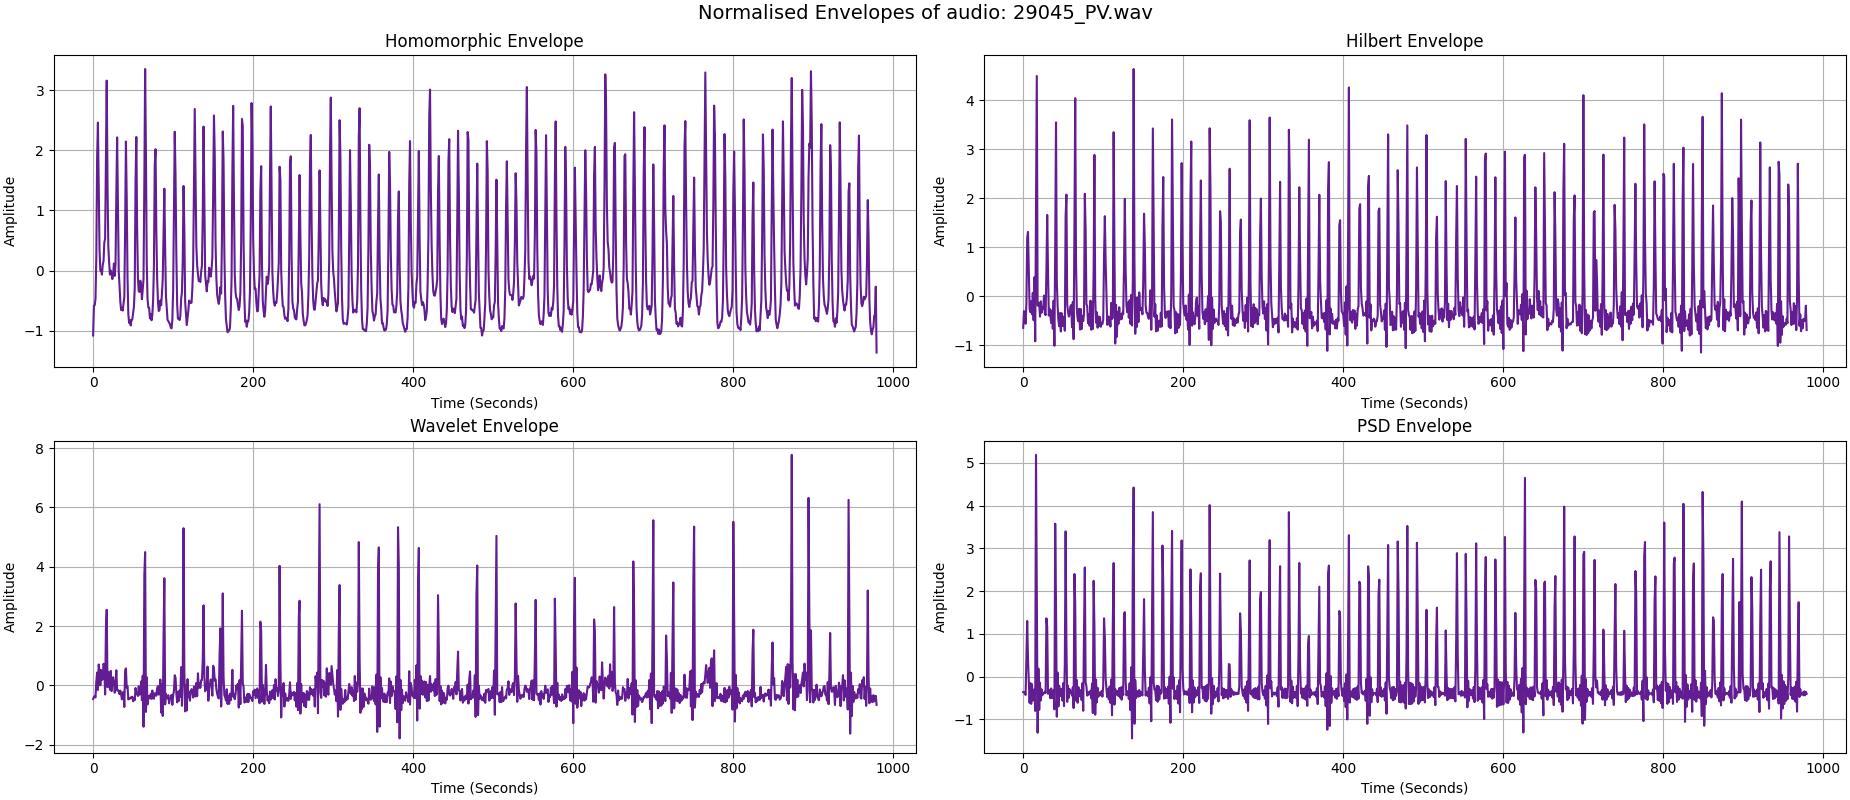 Normalised Envelopes of audio: 29045_PV.wav
Homomorphic Envelope
Amplitude
3
2
1
0
−1
0 200 400 600 800 1000
Time (Seconds)
Hilbert Envelope
Amplitude
4
3
2
1
0
−1
0 200 400 600 800 1000
Time (Seconds)
Wavelet Envelope
Amplitude
8
6
4
2
0
−2
0 200 400 600 800 1000
Time (Seconds)
PSD Envelope
Amplitude
5
4
3
2
1
0
−1
0 200 400 600 800 1000
Time (Seconds)